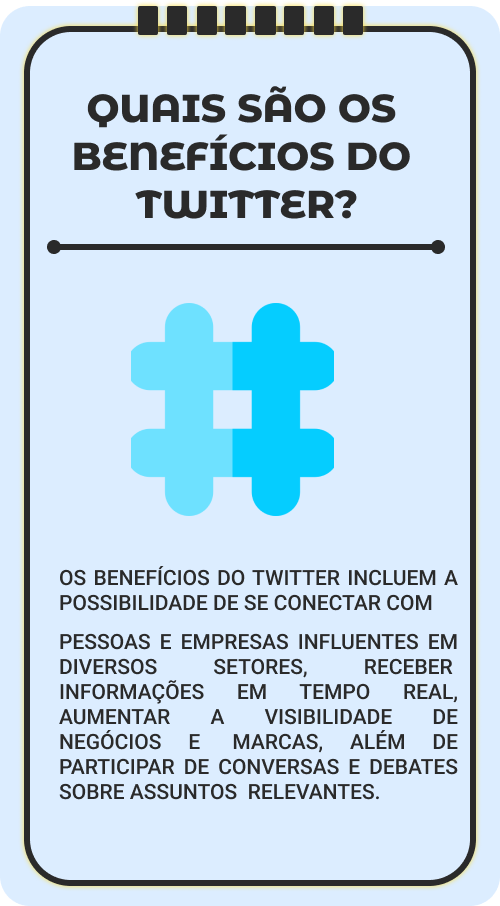 QUAIS SÃO OS
BENEFÍCIOS DO
TWITTER?
OS BENEFÍCIOS DO TWITTER INCLUEM A
POSSIBILIDADE DE SE CONECTAR COM
PESSOAS E EMPRESAS INFLUENTES EM
DIVERSOS SETORES, RECEBER
INFORMAÇÕES EM TEMPO REAL,
AUMENTAR A VISIBILIDADE DE
NEGÓCIOS E MARCAS, ALÉM DE
PARTICIPAR DE CONVERSAS E DEBATES
SOBRE ASSUNTOS RELEVANTES.